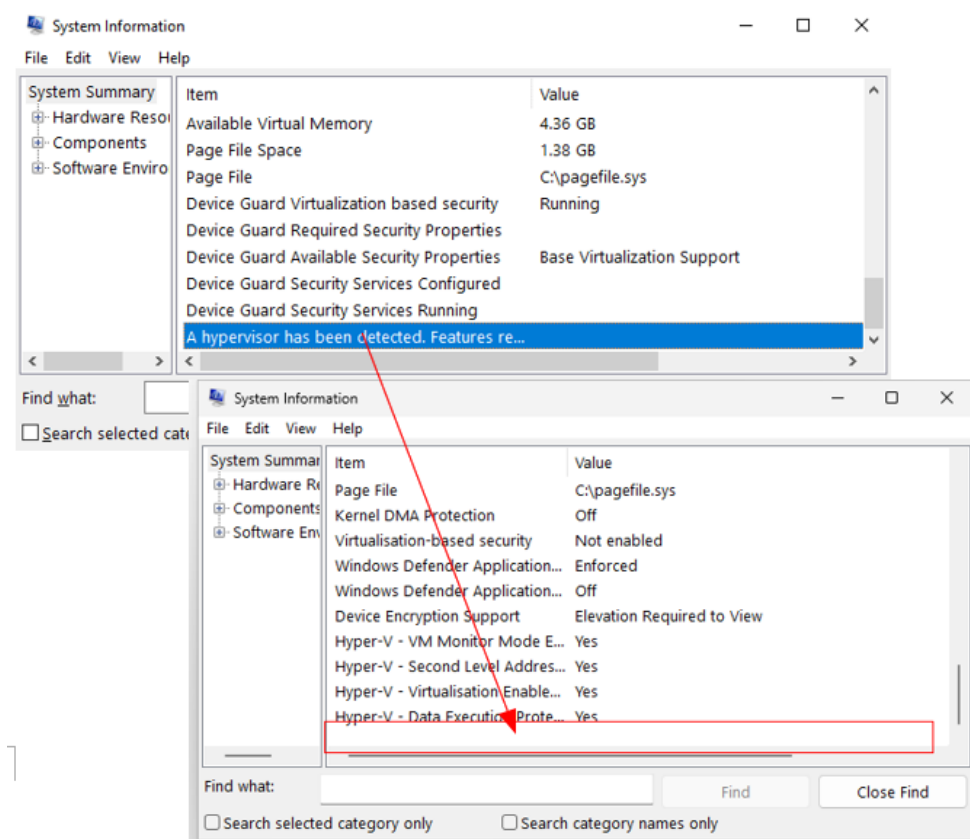 System Information
File Edit View Help
System Summary
Hardware Resou
Components
Software Enviro
Item Value
Available Virtual Memory 4.36 GB
Page File Space 1.38 GB
Page File C:\pagefile.sys
Device Guard Virtualization based security Running
Device Guard Required Security Properties
Device Guard Available Security Properties Base Virtualization Support
Device Guard Security Services Configured
Device Guard Security Services Running
A hypervisor has been detected. Features re...
Find what:
Search selected cate
System Information
File Edit View Help
System Summar
Hardware Re
Components
Software Env
Item Value
Page File C:\pagefile.sys
Kernel DMA Protection Off
Virtualisation-based security Not enabled
Windows Defender Application... Enforced
Windows Defender Application... Off
Device Encryption Support Elevation Required to View
Hyper-V - VM Monitor Mode E... Yes
Hyper-V - Second Level Addres... Yes
Hyper-V - Virtualisation Enable... Yes
Hyper-V - Data Execution Prote... Yes
Find what: Find Close Find
Search selected category only Search category names only